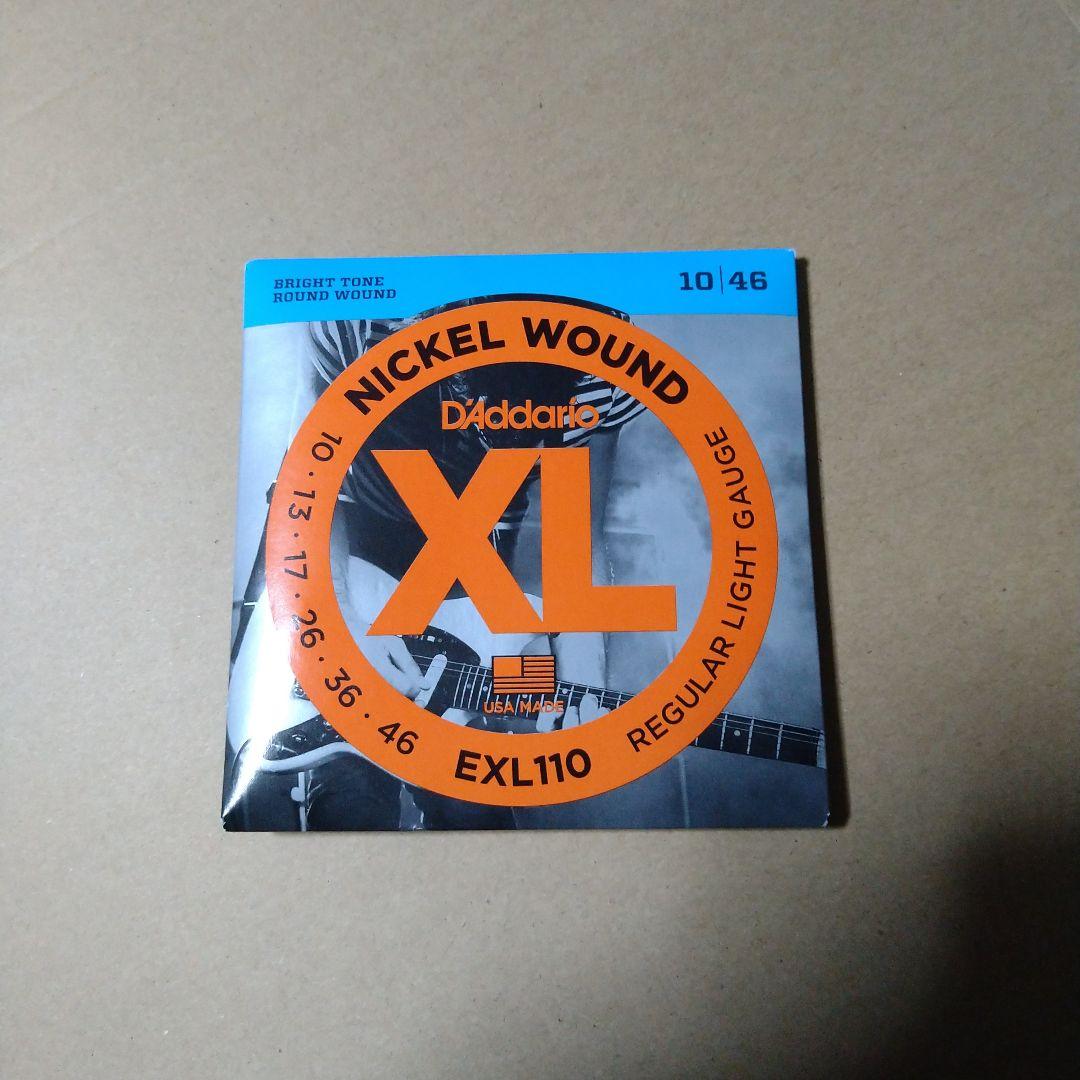 BRIGHT TONE
ROUND WOUND
10|46
NICKEL WOUND
D'Addario
XL
10 · 13 · 17 · 26 · 36 · 46
REGULAR LIGHT GAUGE
USA MADE
EXL110